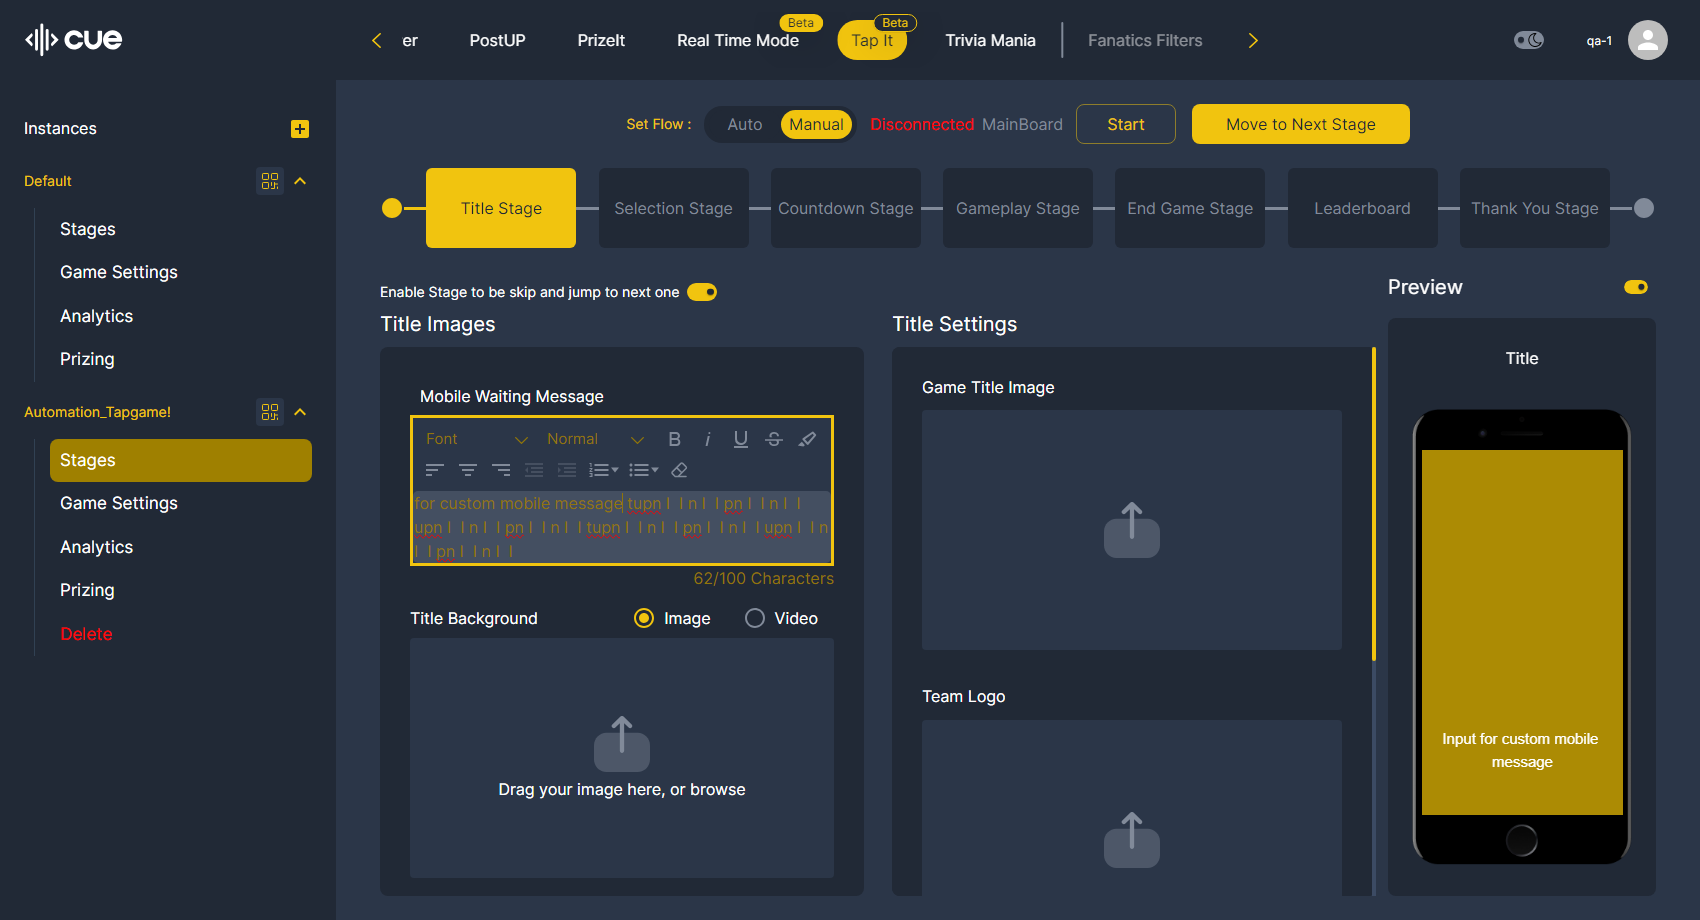 cue
er
PostUP
PrizeIt
Real Time Mode
Beta
Tap It
Beta
Trivia Mania
Fanatics Filters
qa-1
Instances
Default
Stages
Game Settings
Analytics
Prizing
Automation_Tapgame!
Stages
Game Settings
Analytics
Prizing
Delete
Set Flow :
Auto
Manual
Disconnected MainBoard
Start
Move to Next Stage
Title Stage
Selection Stage
Countdown Stage
Gameplay Stage
End Game Stage
Leaderboard
Thank You Stage
Enable Stage to be skip and jump to next one
Title Images
Mobile Waiting Message
Font
Normal
B i U S
for custom mobile message tupn l l n l l pn l l n l l
upn l l n l l pn l l n l l tupn l l n l l pn l l n l l upn l l n
l l pn l l n l l
62/100 Characters
Title Background
Image
Video
Drag your image here, or browse
Title Settings
Game Title Image
Team Logo
Preview
Title
Input for custom mobile
message